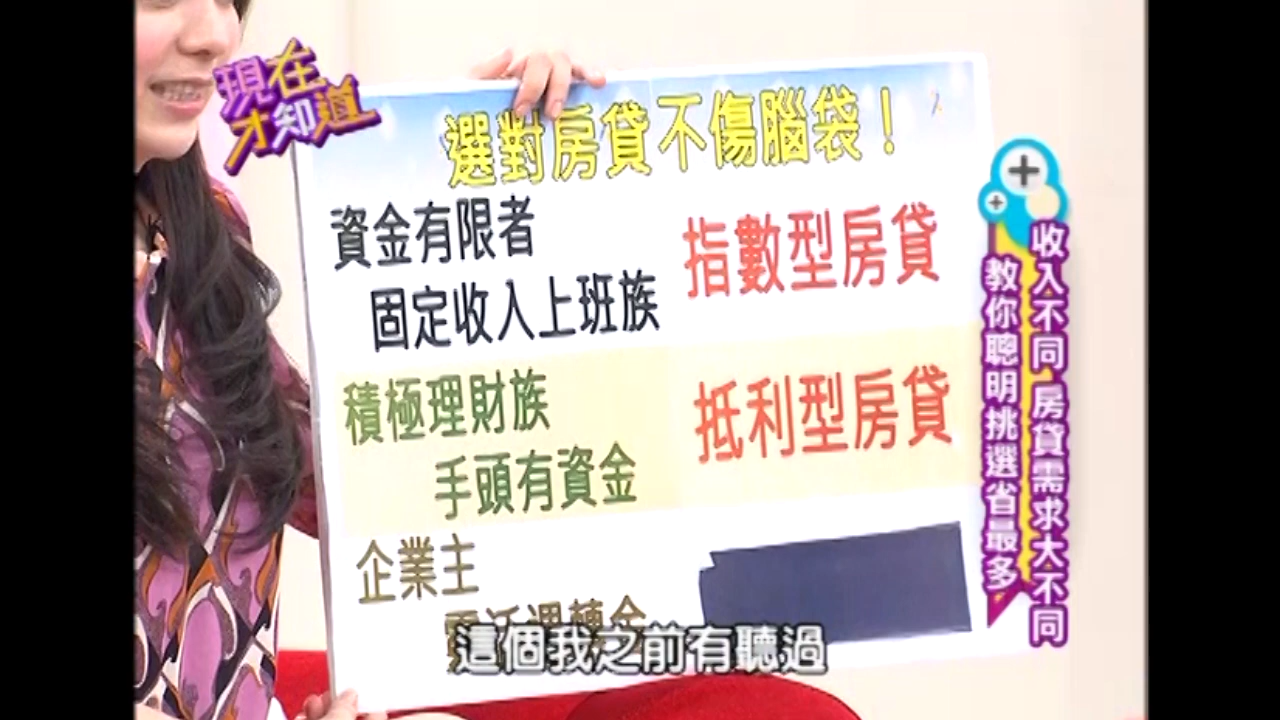 現在
才知道
選對房貸不傷腦袋！
資金有限者
固定收入上班族
指數型房貸
積極理財族
手頭有資金
抵利型房貸
企業主
收入不同 房貸需求大不同
教你聰明挑選省最多
這個我之前有聽過